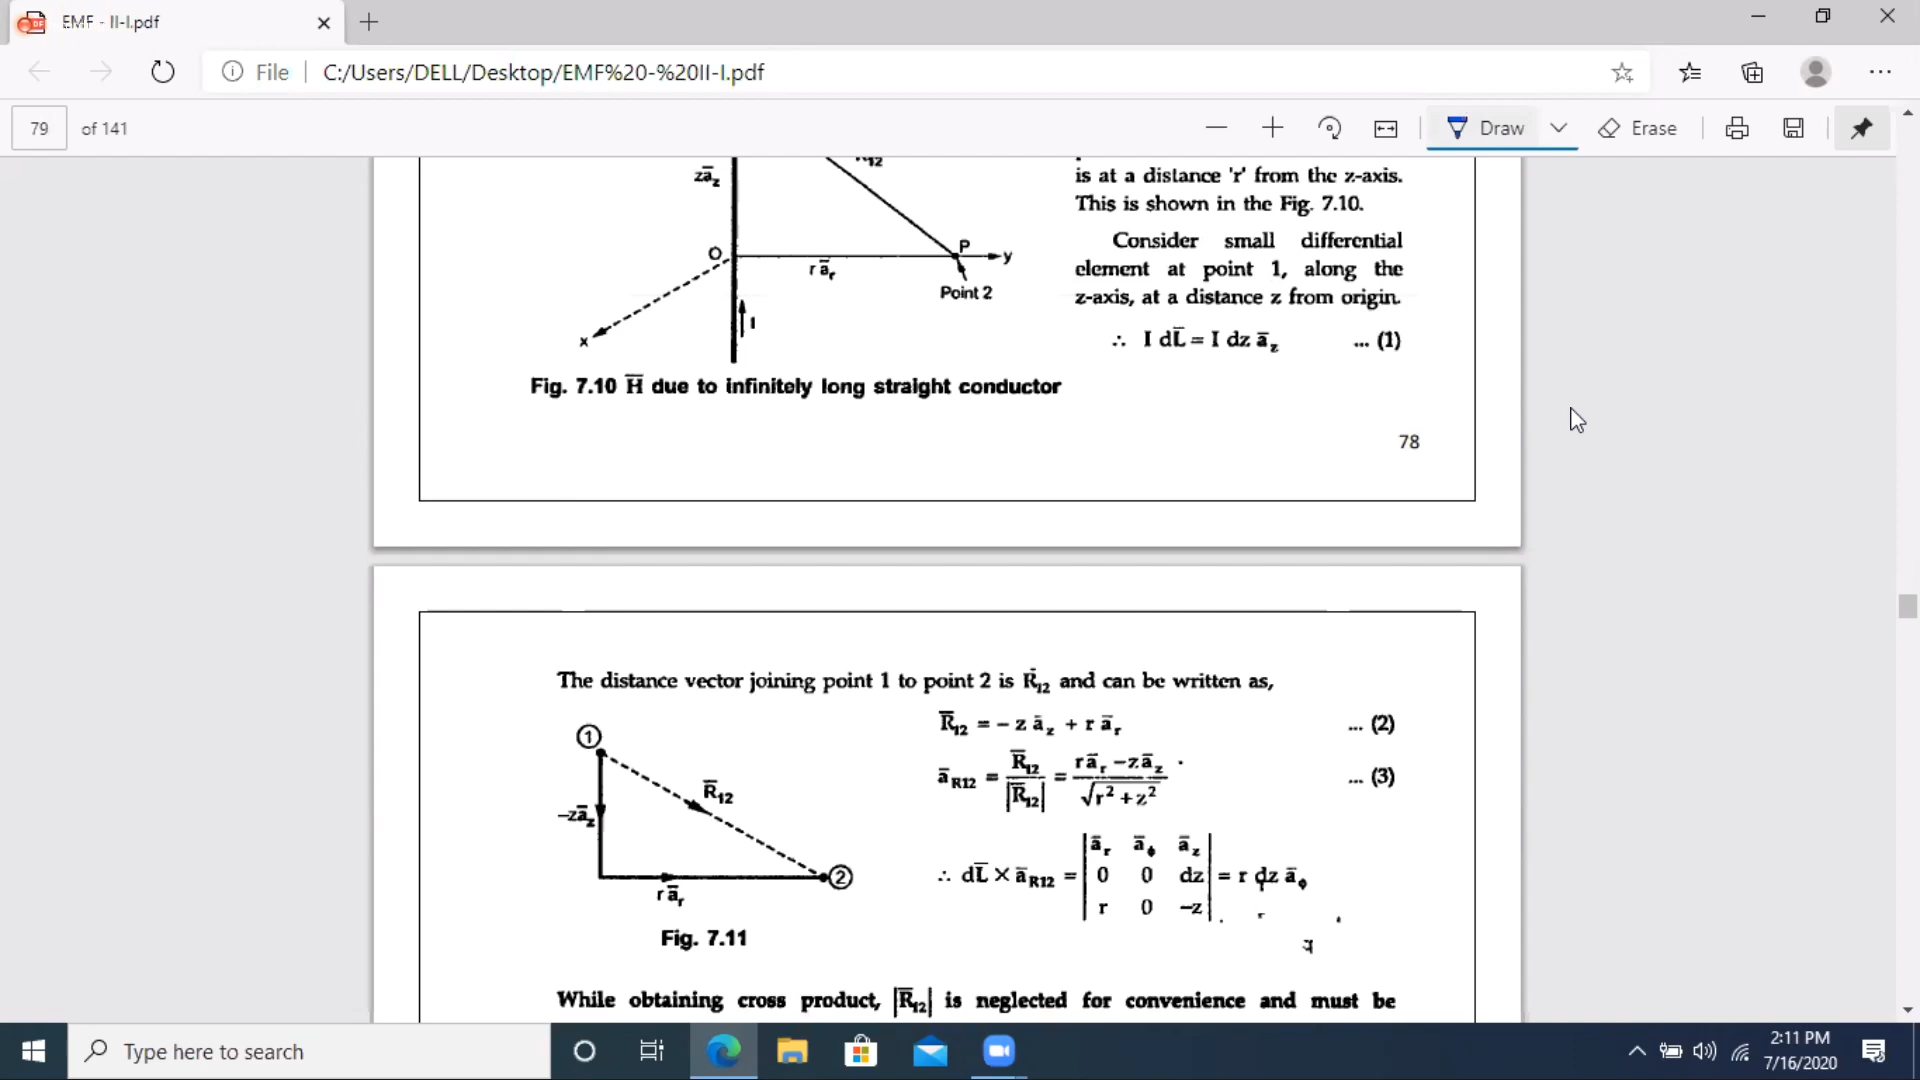 EMF - II-I.pdf
File
C:/Users/DELL/Desktop/EMF%20-%20II-I.pdf
79 of 141
Draw
Erase
R̄₁₂
zāz
O
r ār
P
y
Point 2
I
x
Fig. 7.10 H̄ due to infinitely long straight conductor
is at a distance 'r' from the z-axis.
This is shown in the Fig. 7.10.
Consider small differential
element at point 1, along the
z-axis, at a distance z from origin.
∴ I dL̄ = I dz āz ... (1)
78
The distance vector joining point 1 to point 2 is R̄₁₂ and can be written as,
①
R̄₁₂
−zāz
②
r ār
Fig. 7.11
R̄₁₂ = − z āz + r ār ... (2)
āR12 = R̄₁₂ / |R̄₁₂| = (r ār − z āz) / √(r² + z²) ... (3)
∴ dL̄ × āR12 = | ār āϕ āz |
| 0 0 dz | = r dz āϕ
| r 0 −z |
While obtaining cross product, |R̄₁₂| is neglected for convenience and must be
Type here to search
2:11 PM
7/16/2020